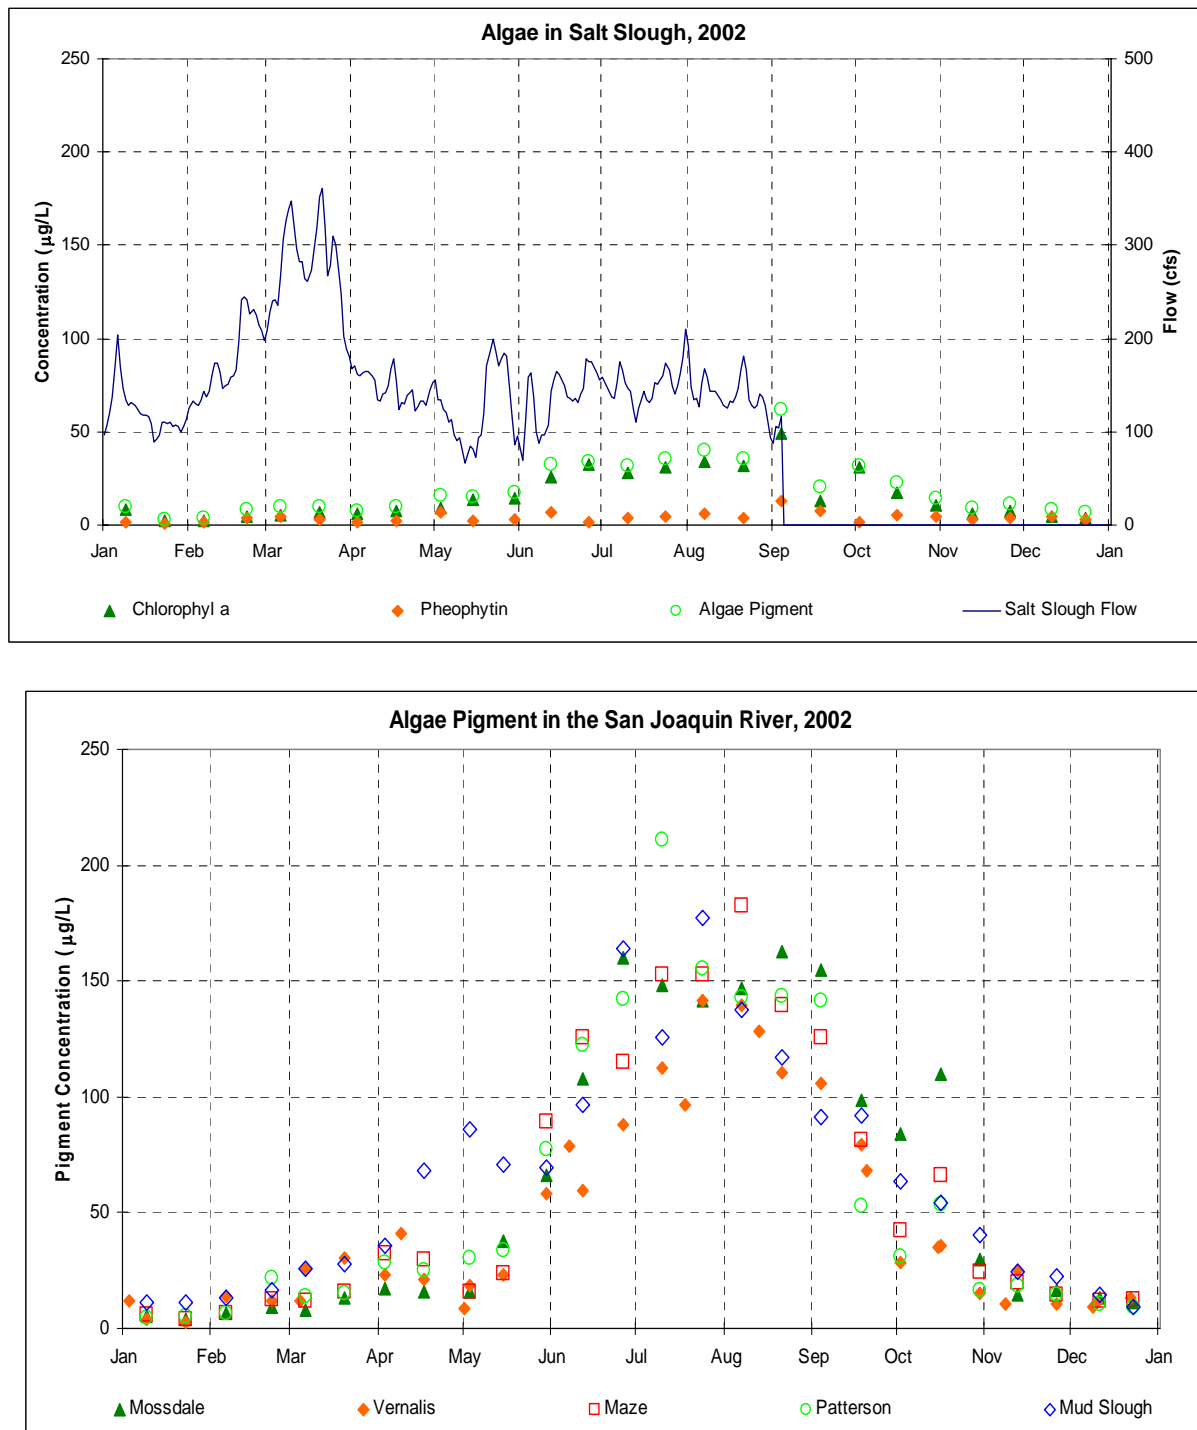 Algae in Salt Slough, 2002
250
200
150
100
50
0
Concentration (µg/L)
500
400
300
200
100
0
Flow (cfs)
Jan Feb Mar Apr May Jun Jul Aug Sep Oct Nov Dec Jan
Chlorophyl a Pheophytin Algae Pigment Salt Slough Flow
Algae Pigment in the San Joaquin River, 2002
250
200
150
100
50
0
Pigment Concentration (µg/L)
Jan Feb Mar Apr May Jun Jul Aug Sep Oct Nov Dec Jan
Mossdale Vernalis Maze Patterson Mud Slough